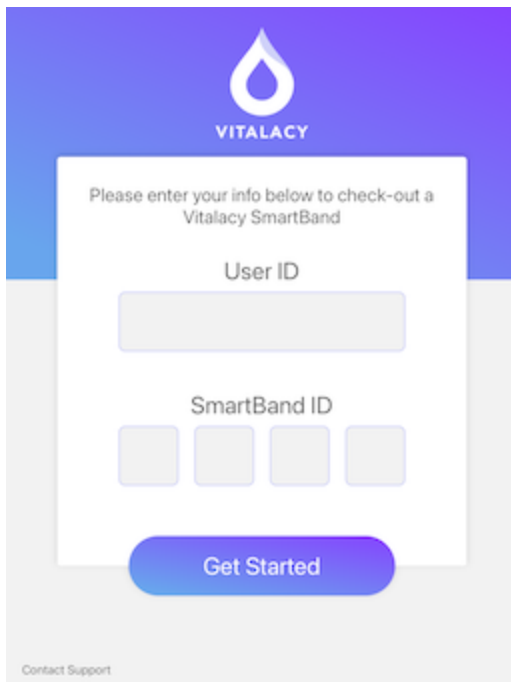 VITALACY
Please enter your info below to check-out a
Vitalacy SmartBand
User ID
SmartBand ID
Get Started
Contact Support